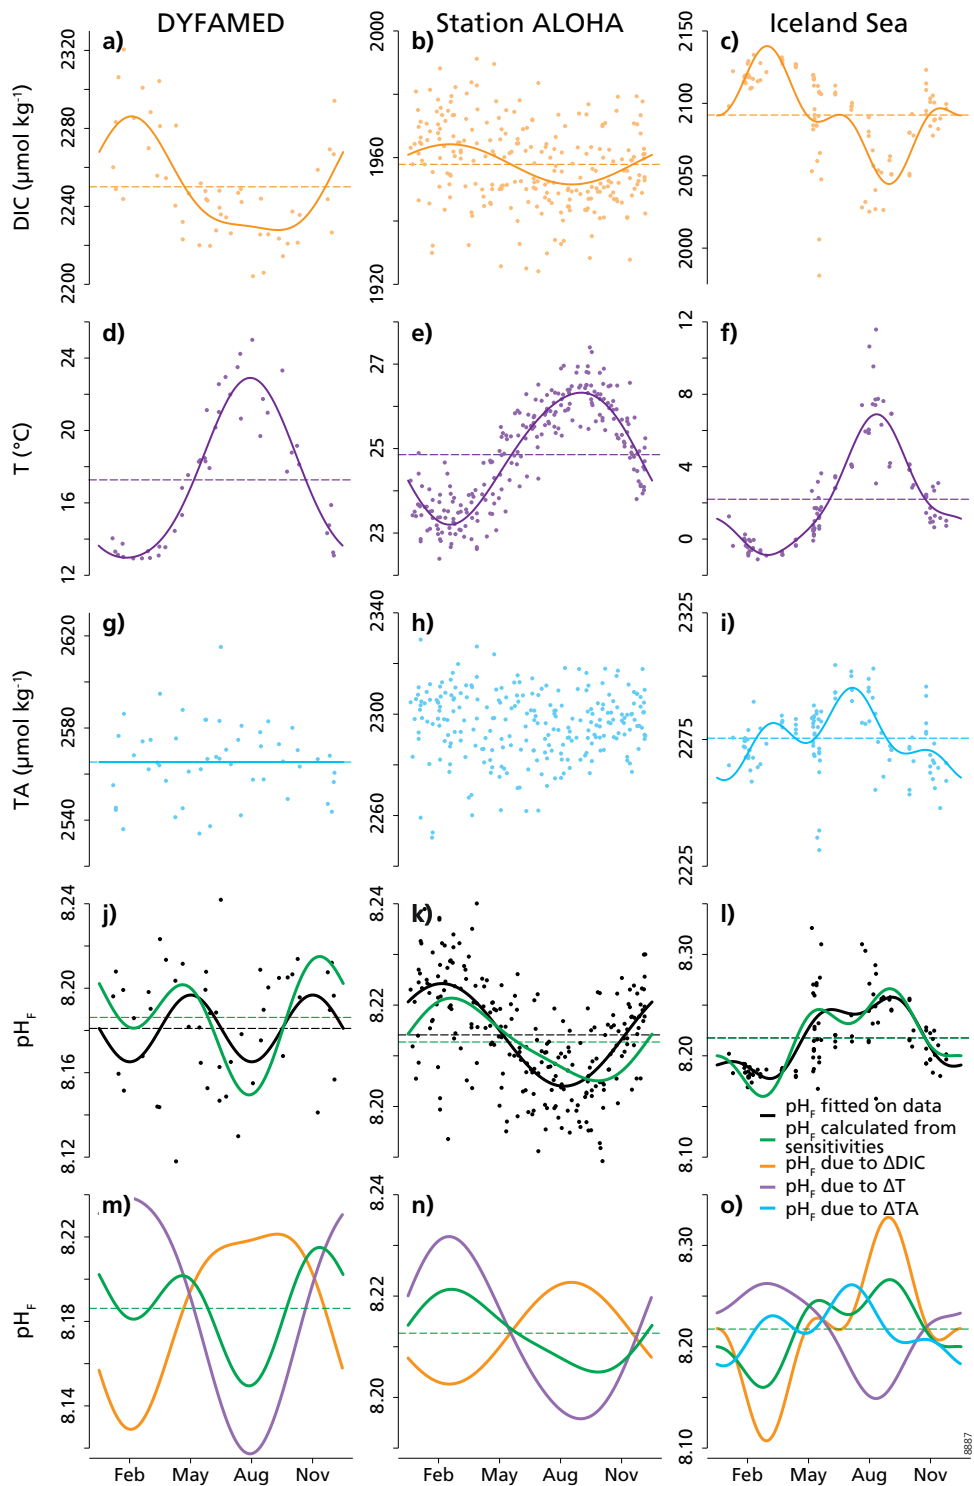 DYFAMED Station ALOHA Iceland Sea
a) b) c)
DIC (µmol kg⁻¹)
2320 2280 2240 2200
2000 1960 1920
2150 2100 2050 2000
d) e) f)
T (°C)
24 20 16 12
27 25 23
12 8 4 0
g) h) i)
TA (µmol kg⁻¹)
2620 2580 2540
2340 2300 2260
2325 2275 2225
j) k) l)
pH_F
8.24 8.20 8.16 8.12
8.24 8.22 8.20
8.30 8.20 8.10
pH_F fitted on data
pH_F calculated from
sensitivities
pH_F due to ΔDIC
pH_F due to ΔT
pH_F due to ΔTA
m) n) o)
pH_F
8.22 8.18 8.14
8.24 8.22 8.20
8.30 8.20 8.10
Feb May Aug Nov Feb May Aug Nov Feb May Aug Nov
8887